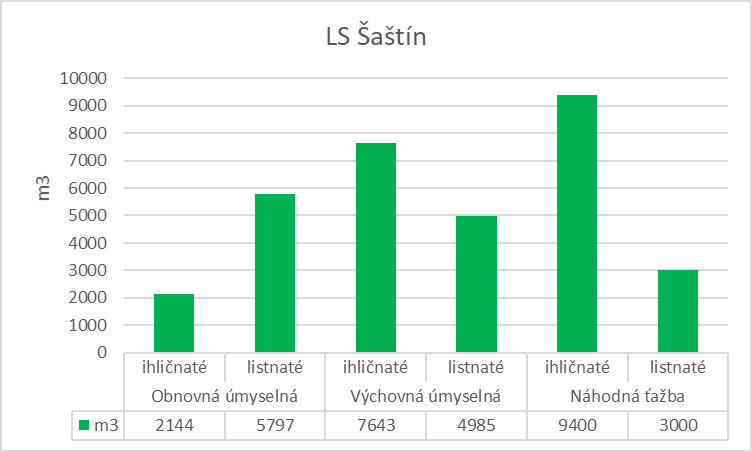 LS Šaštín
m3
10000
9000
8000
7000
6000
5000
4000
3000
2000
1000
0
ihličnaté listnaté ihličnaté listnaté ihličnaté listnaté
Obnovná úmyselná Výchovná úmyselná Náhodná ťažba
m3 2144 5797 7643 4985 9400 3000